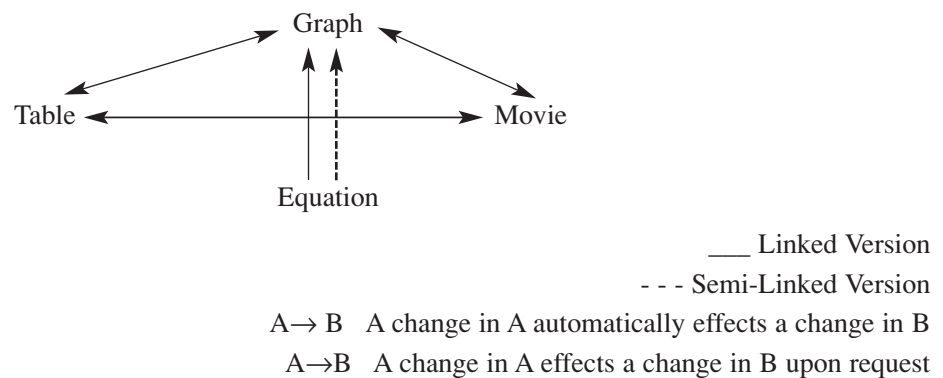 Graph
Table
Movie
Equation
___ Linked Version
- - - Semi-Linked Version
A→ B A change in A automatically effects a change in B
A→B A change in A effects a change in B upon request